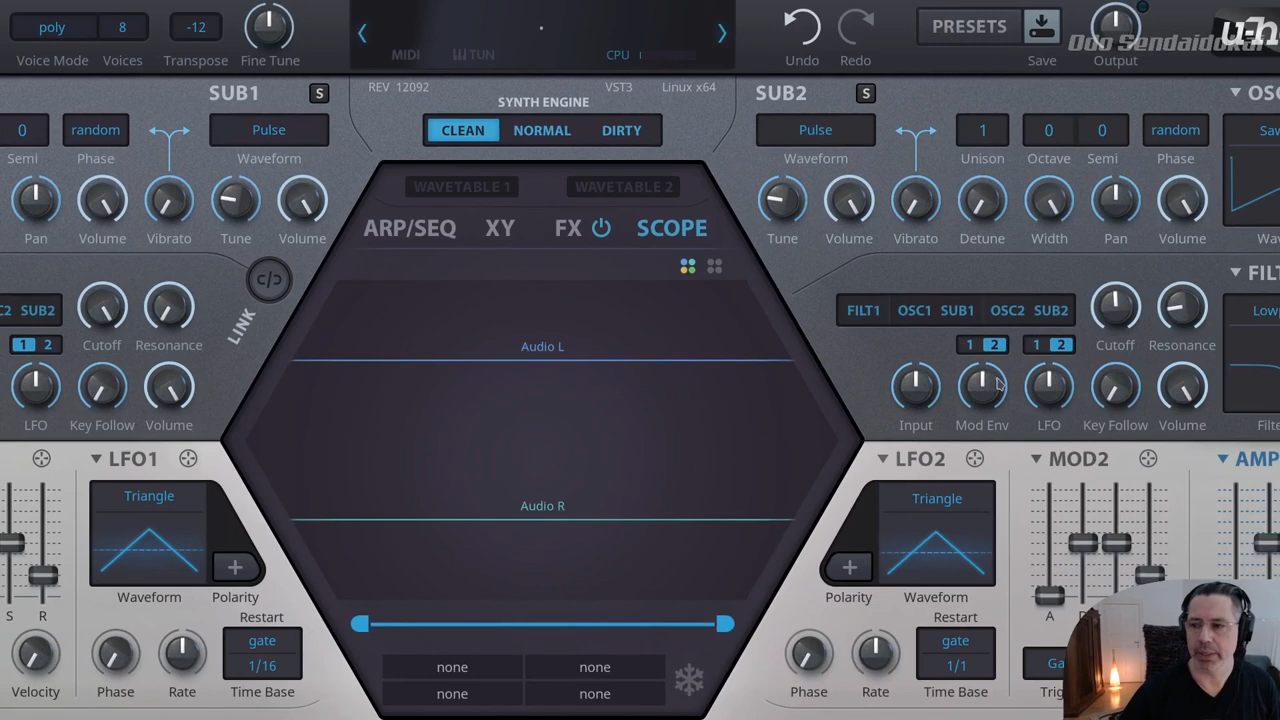 poly 8 -12
Voice Mode Voices Transpose Fine Tune
MIDI TUN CPU
Undo Redo
PRESETS
Save Output
Odo Sendaidokai
u-h
SUB1 S
REV 12092 VST3 Linux x64
SYNTH ENGINE
CLEAN NORMAL DIRTY
SUB2 S
OSC
0 random Pulse
Semi Phase Waveform
Pulse 1 0 0 random Saw
Waveform Unison Octave Semi Phase
Pan Volume Vibrato Tune Volume
Tune Volume Vibrato Detune Width Pan Volume Wa
WAVETABLE 1 WAVETABLE 2
ARP/SEQ XY FX SCOPE
C2 SUB2
Cutoff Resonance
LINK
1 2
LFO Key Follow Volume
FILT
FILT1 OSC1 SUB1 OSC2 SUB2
Lowp
Cutoff Resonance
1 2 1 2
Input Mod Env LFO Key Follow Volume Filte
Audio L
Audio R
LFO1
Triangle
Waveform Polarity
Restart
gate
1/16
S R
Velocity Phase Rate Time Base
none none
none none
LFO2
Triangle
Polarity Waveform
Restart
gate
1/1
Phase Rate Time Base
MOD2
A
Ga
Trig
AMP